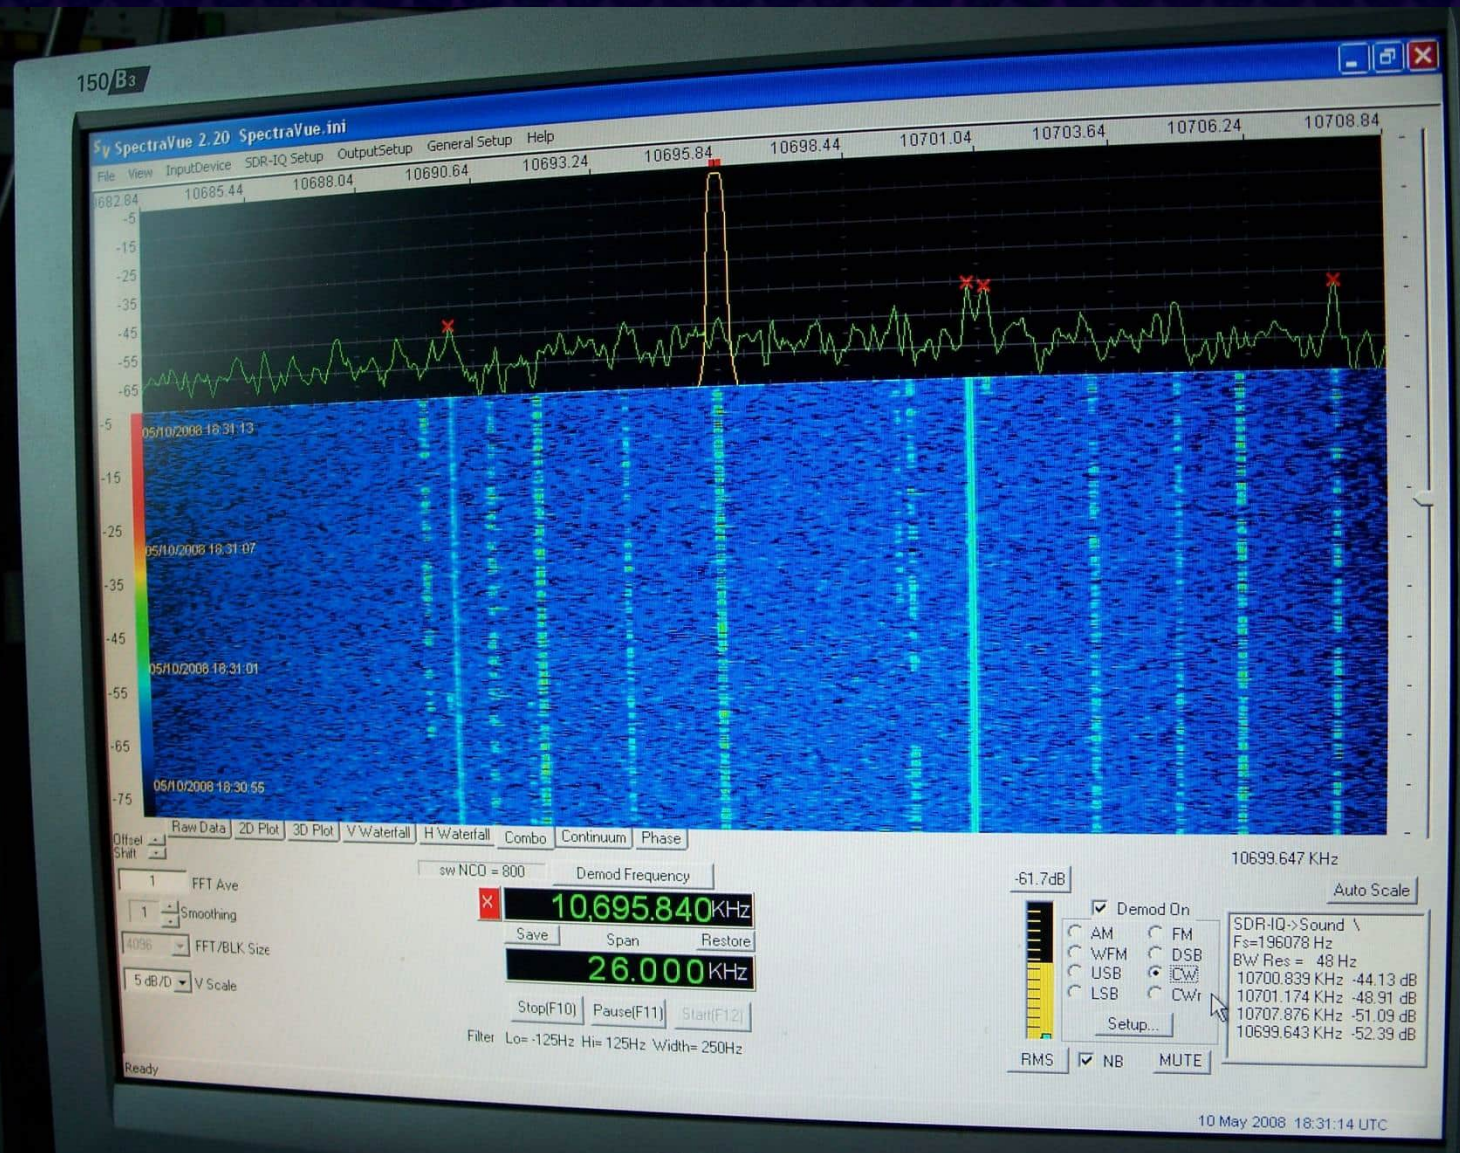 150 B3
SpectraVue 2.20 SpectraVue.ini
File View InputDevice SDR-IQ Setup OutputSetup General Setup Help
682.84 10685.44 10688.04 10690.64 10693.24 10695.84 10698.44 10701.04 10703.64 10706.24 10708.84
-5
-15
-25
-35
-45
-55
-65
-5
05/10/2008 18:31:13
-15
-25
05/10/2008 18:31:07
-35
-45
05/10/2008 18:31:01
-55
-65
05/10/2008 18:30:55
-75
Raw Data 2D Plot 3D Plot V Waterfall H Waterfall Combo Continuum Phase
Offset
Shift
1 FFT Ave
1 Smoothing
4096 FFT/BLK Size
5 dB/D V Scale
sw NCO = 800 Demod Frequency
X 10,695.840KHz
Save Span Restore
26.000KHz
Stop(F10) Pause(F11) Start(F12)
Filter Lo= -125Hz Hi= 125Hz Width= 250Hz
10699.647 KHz
-61.7dB
Auto Scale
Demod On
AM FM
WFM DSB
USB CW
LSB CWr
Setup...
RMS NB MUTE
SDR-IQ->Sound \
Fs=196078 Hz
BW Res = 48 Hz
10700.839 KHz -44.13 dB
10701.174 KHz -48.91 dB
10707.876 KHz -51.09 dB
10699.643 KHz -52.39 dB
Ready
10 May 2008 18:31:14 UTC